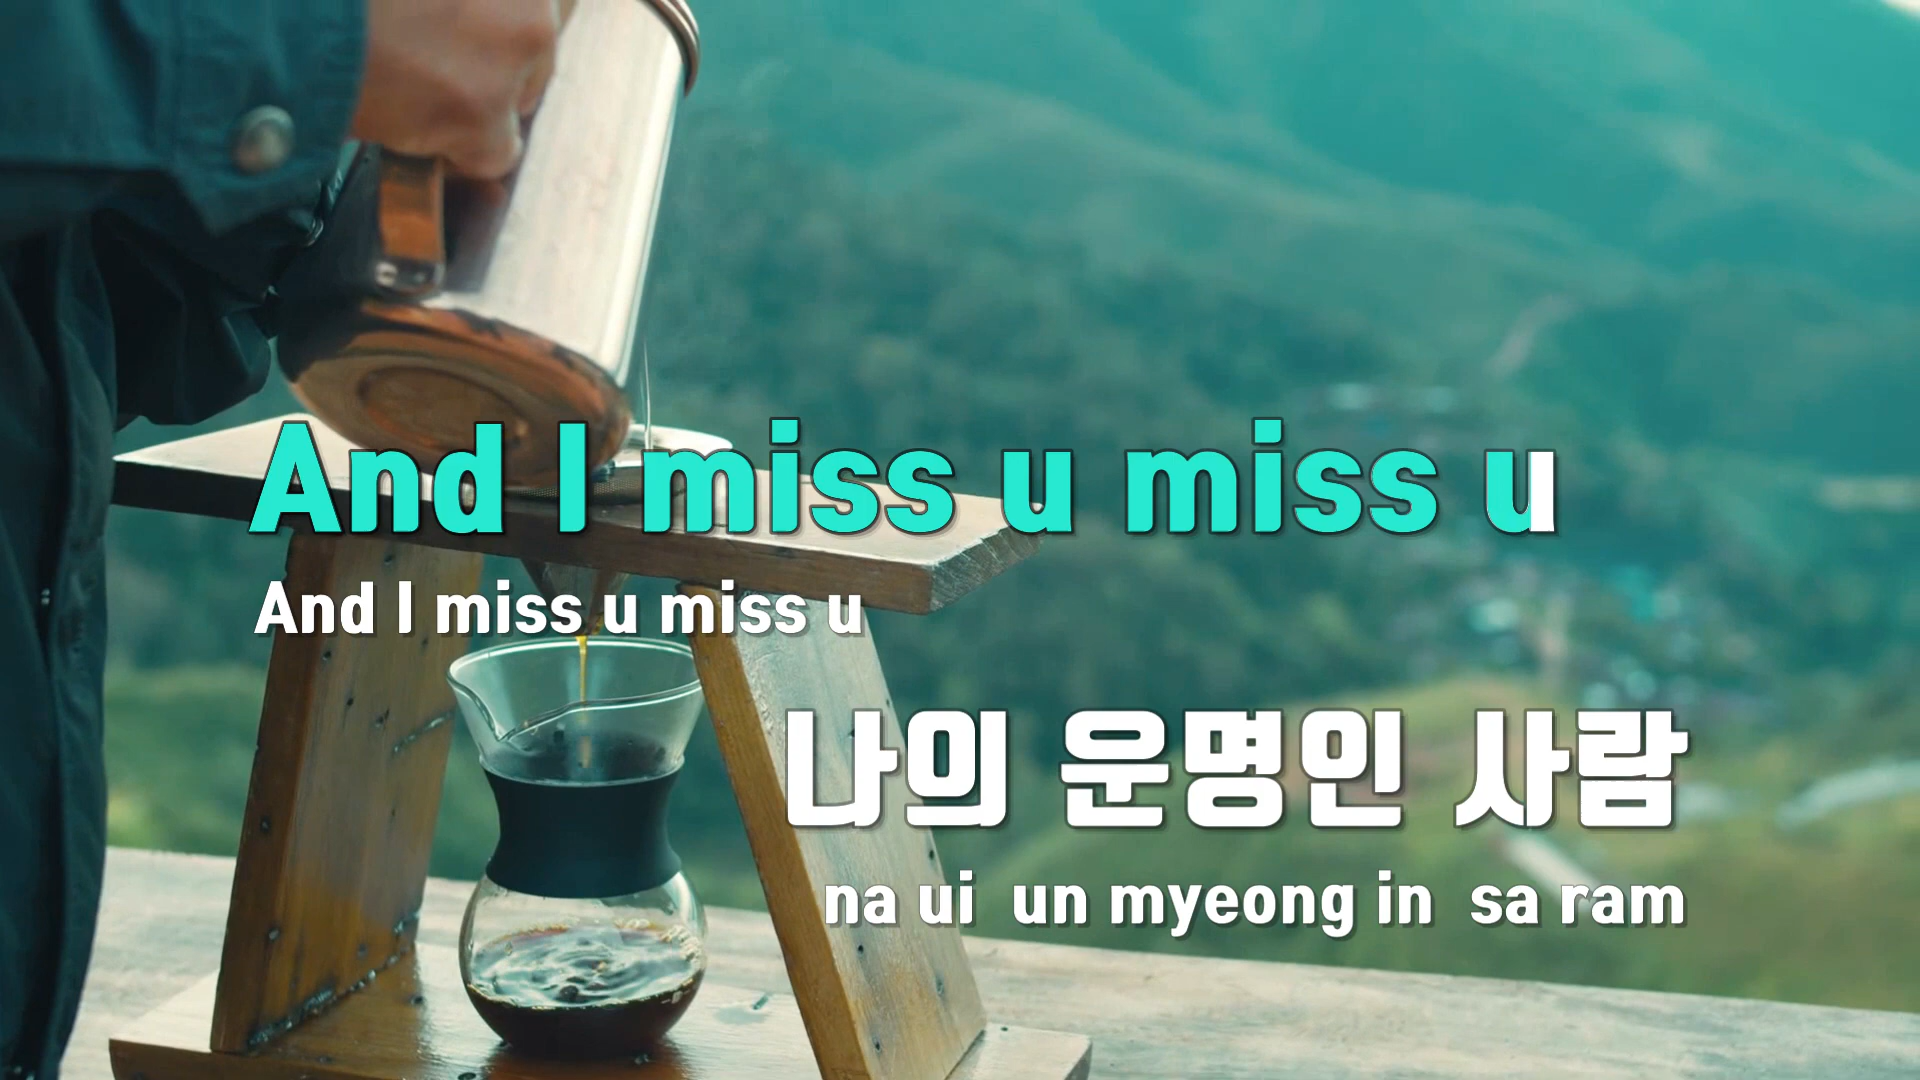 And I miss u miss u
And I miss u miss u
나의 운명인 사람
na ui un myeong in sa ram